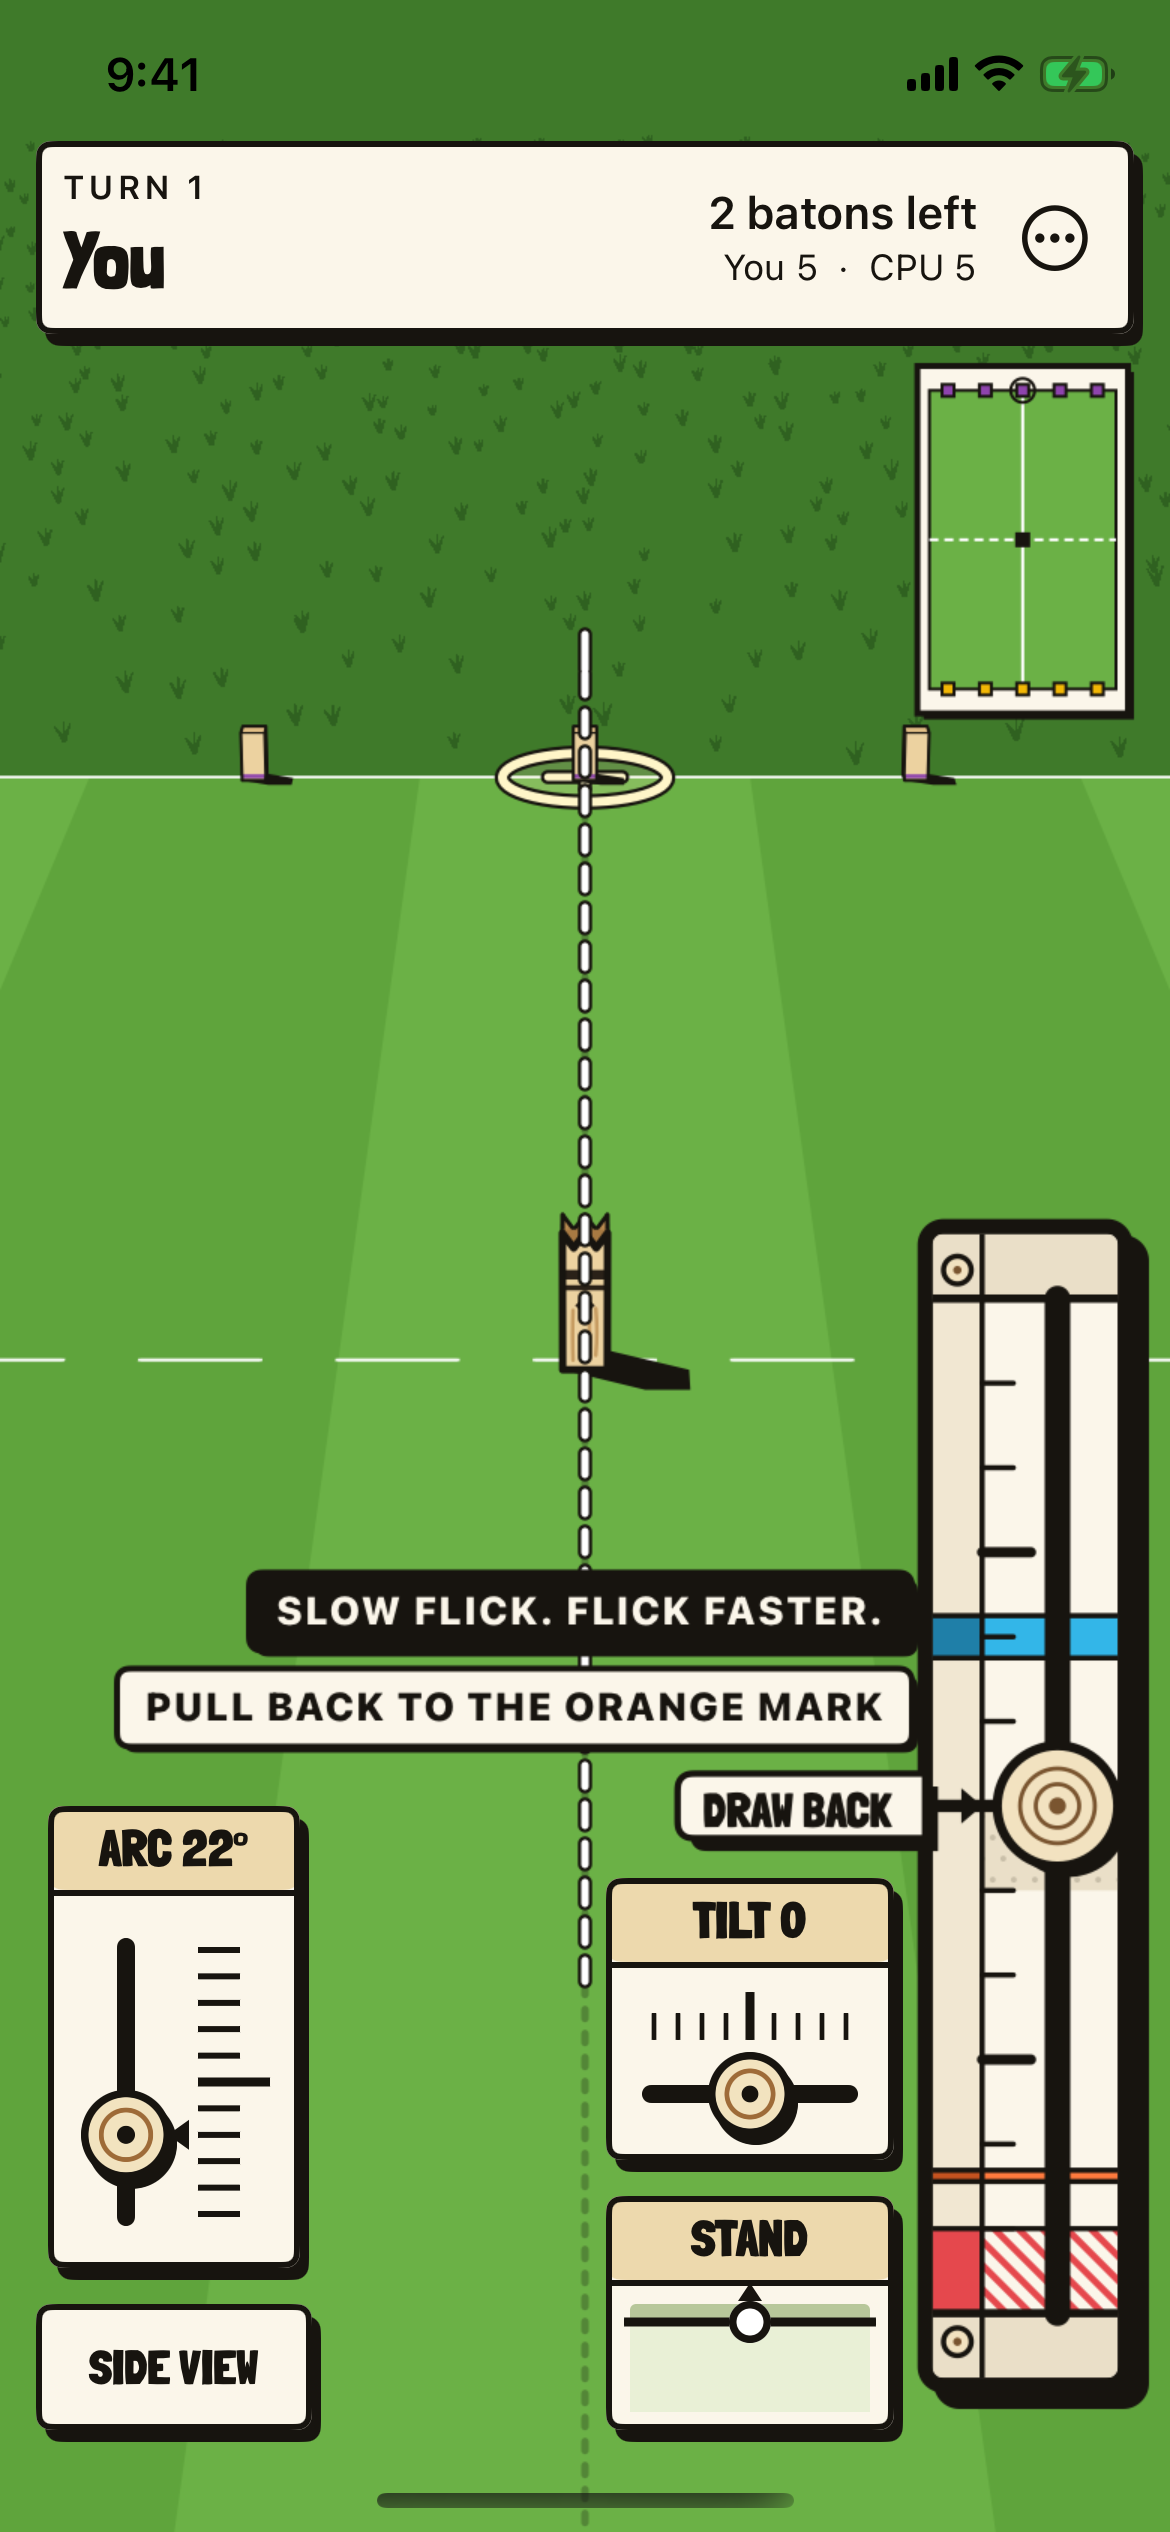 9:41
TURN 1
You
2 batons left
You 5 · CPU 5
SLOW FLICK. FLICK FASTER.
PULL BACK TO THE ORANGE MARK
DRAW BACK
ARC 22°
TILT 0
STAND
SIDE VIEW